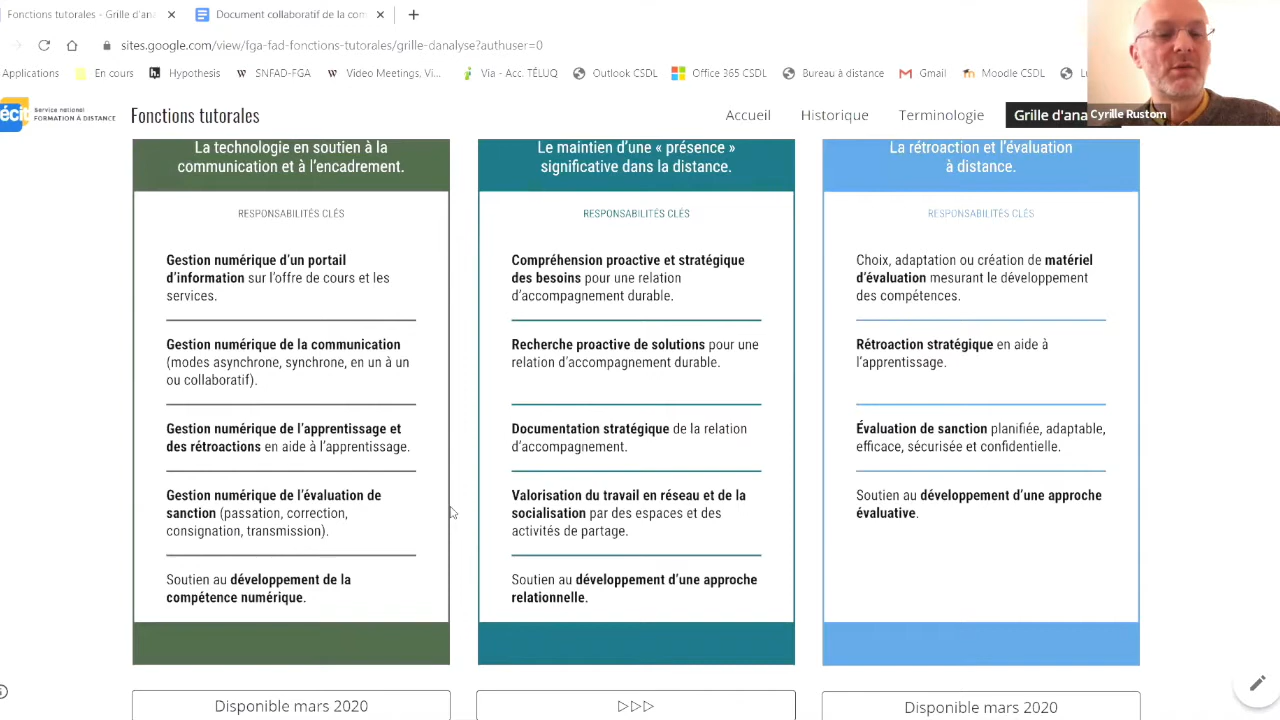 Fonctions tutorales - Grille d'ana
Document collaboratif de la com
sites.google.com/view/fga-fad-fonctions-tutorales/grille-danalyse?authuser=0
Applications
En cours
Hypothesis
SNFAD-FGA
Video Meetings, Vi...
Via - Acc. TÉLUQ
Outlook CSDL
Office 365 CSDL
Bureau à distance
Gmail
Moodle CSDL
Lu
écit
Service national
FORMATION À DISTANCE
Fonctions tutorales
Accueil
Historique
Terminologie
Grille d'ana
Cyrille Rustom
La technologie en soutien à la
communication et à l'encadrement.
RESPONSABILITÉS CLÉS
Gestion numérique d'un portail
d'information sur l'offre de cours et les
services.
Gestion numérique de la communication
(modes asynchrone, synchrone, en un à un
ou collaboratif).
Gestion numérique de l'apprentissage et
des rétroactions en aide à l'apprentissage.
Gestion numérique de l'évaluation de
sanction (passation, correction,
consignation, transmission).
Soutien au développement de la
compétence numérique.
Disponible mars 2020
Le maintien d'une « présence »
significative dans la distance.
RESPONSABILITÉS CLÉS
Compréhension proactive et stratégique
des besoins pour une relation
d'accompagnement durable.
Recherche proactive de solutions pour une
relation d'accompagnement durable.
Documentation stratégique de la relation
d'accompagnement.
Valorisation du travail en réseau et de la
socialisation par des espaces et des
activités de partage.
Soutien au développement d'une approche
relationnelle.
▷▷▷
La rétroaction et l'évaluation
à distance.
RESPONSABILITÉS CLÉS
Choix, adaptation ou création de matériel
d'évaluation mesurant le développement
des compétences.
Rétroaction stratégique en aide à
l'apprentissage.
Évaluation de sanction planifiée, adaptable,
efficace, sécurisée et confidentielle.
Soutien au développement d'une approche
évaluative.
Disponible mars 2020